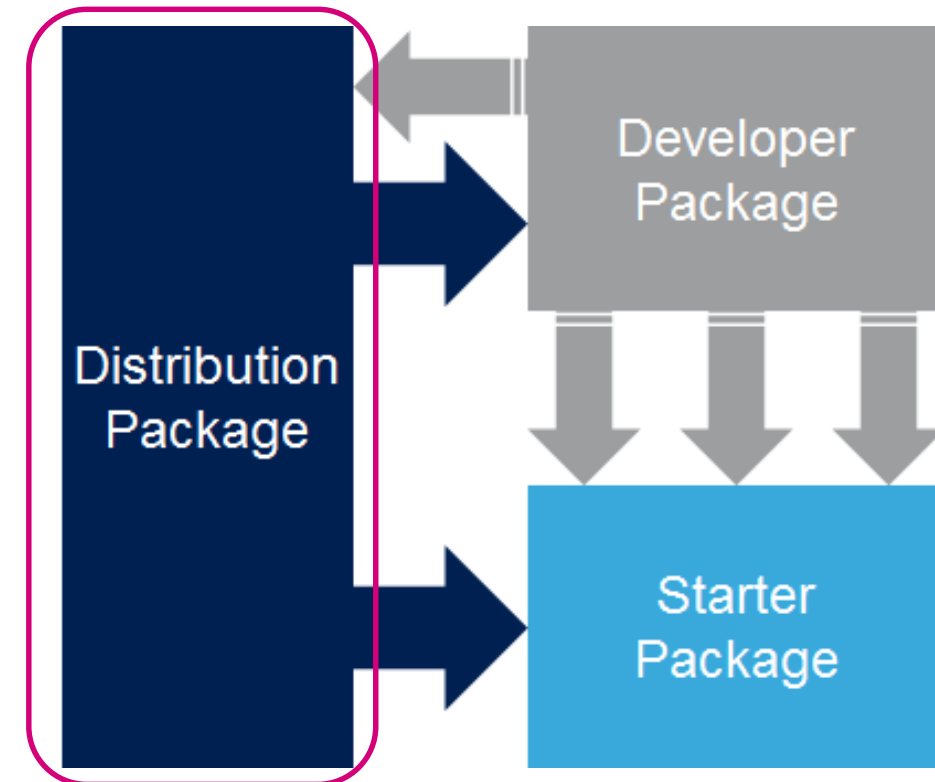 Distribution
Package
Developer
Package
Starter
Package